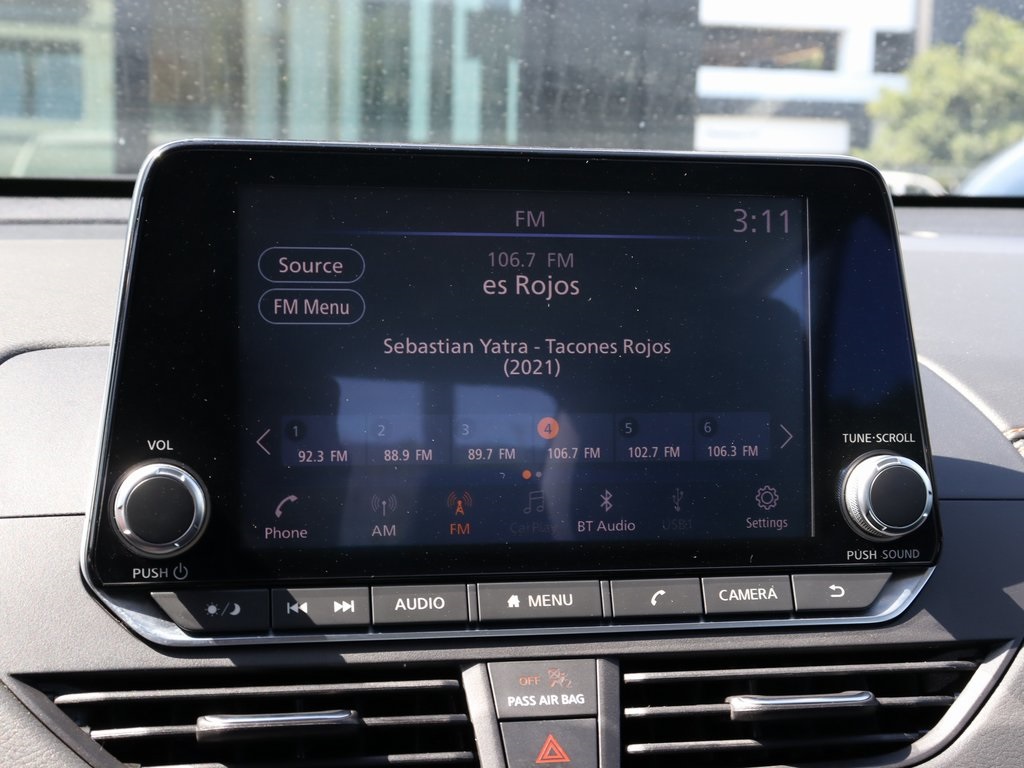 FM
3:11
Source
106.7 FM
es Rojos
FM Menu
Sebastian Yatra - Tacones Rojos
(2021)
1 2 3 4 5 6
92.3 FM 88.9 FM 89.7 FM 106.7 FM 102.7 FM 106.3 FM
Phone AM FM CarPlay BT Audio USB1 Settings
VOL
PUSH
TUNE·SCROLL
PUSH SOUND
AUDIO MENU CAMERA
OFF
PASS AIR BAG